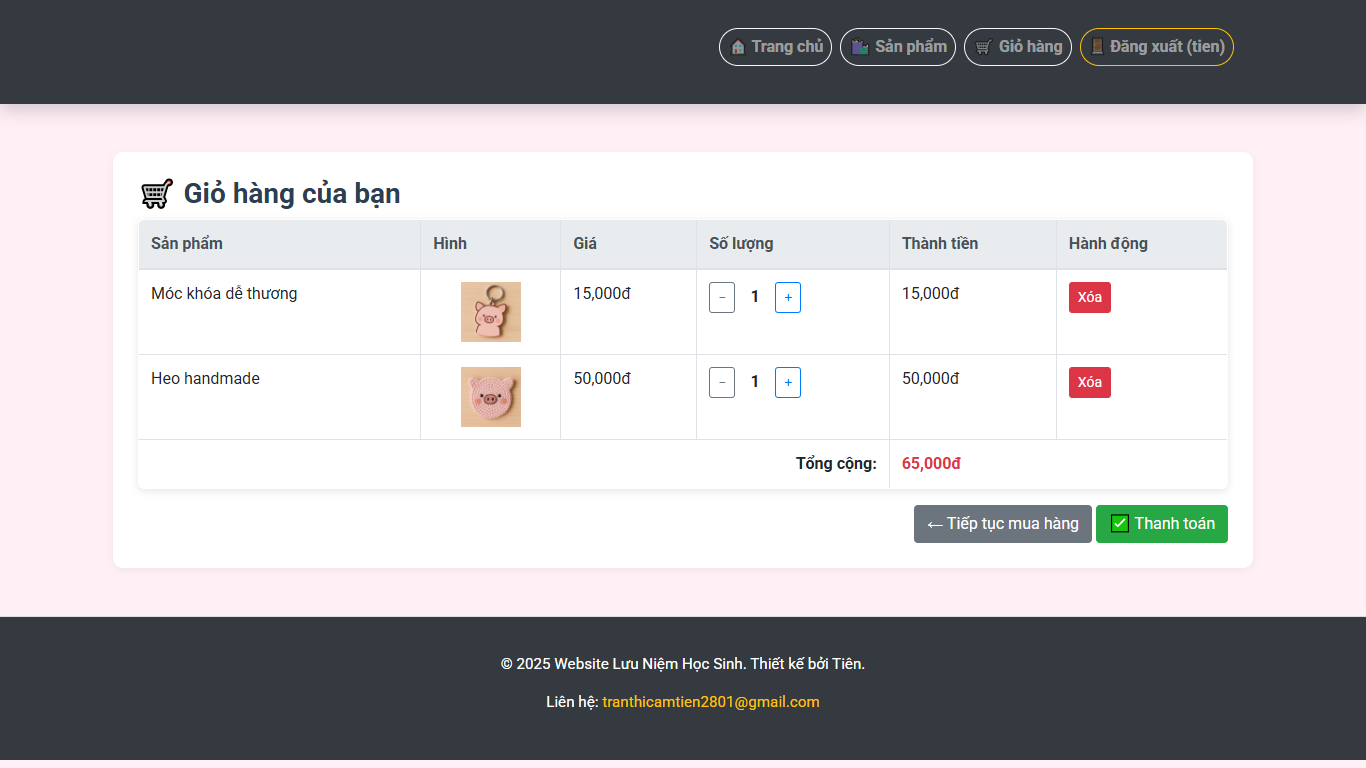 🏠 Trang chủ 🛍️ Sản phẩm 🛒 Giỏ hàng 🚪 Đăng xuất (tien)
🛒 Giỏ hàng của bạn
Sản phẩm Hình Giá Số lượng Thành tiền Hành động
Móc khóa dễ thương 15,000đ − 1 + 15,000đ Xóa
Heo handmade 50,000đ − 1 + 50,000đ Xóa
Tổng cộng: 65,000đ
← Tiếp tục mua hàng ✅ Thanh toán
© 2025 Website Lưu Niệm Học Sinh. Thiết kế bởi Tiên.
Liên hệ: tranthicamtien2801@gmail.com